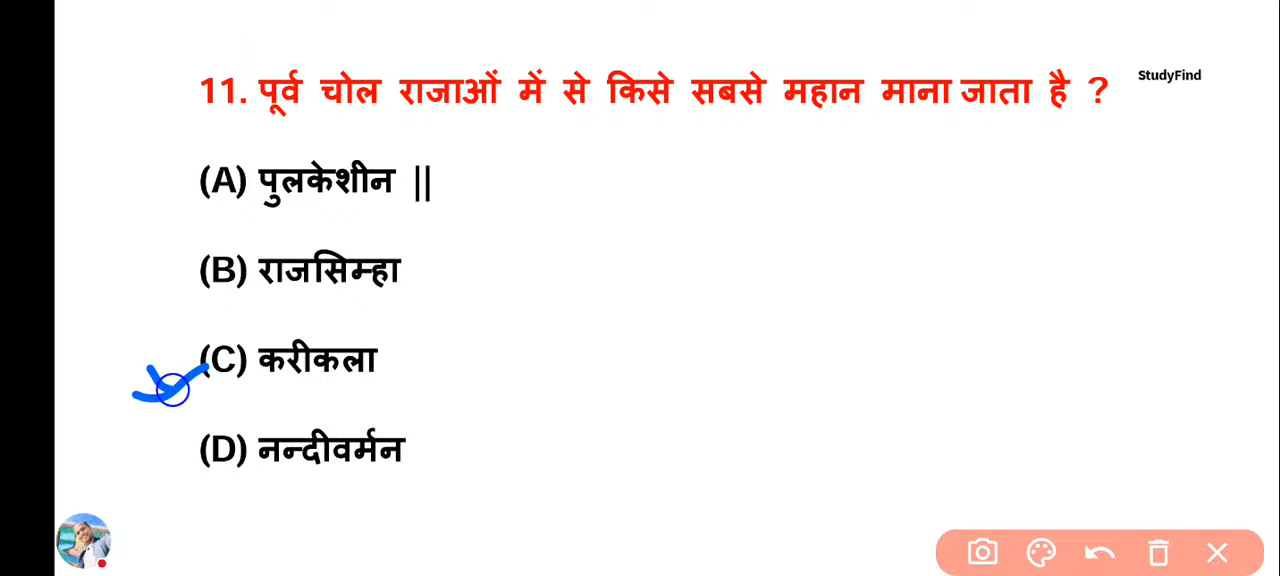 11. पूर्व चोल राजाओं में से किसे सबसे महान माना जाता है ?
StudyFind
(A) पुलकेशीन ||
(B) राजसिम्हा
(C) करीकला
(D) नन्दीवर्मन